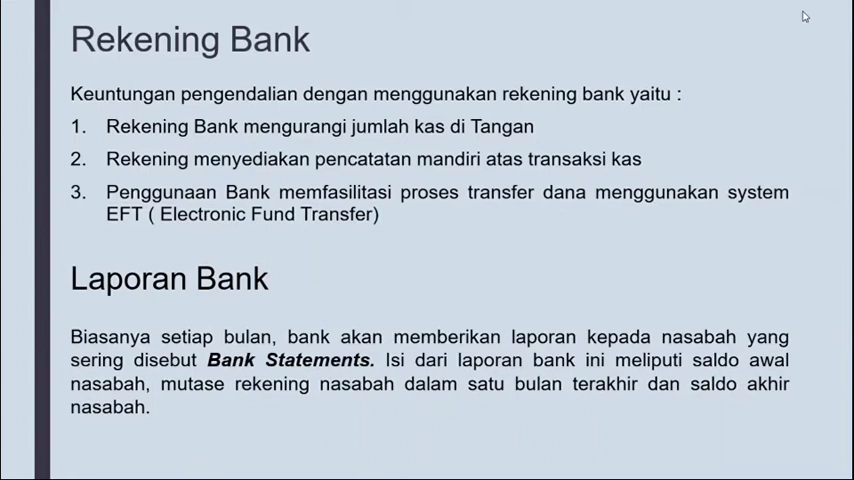 Rekening Bank
Keuntungan pengendalian dengan menggunakan rekening bank yaitu :
1. Rekening Bank mengurangi jumlah kas di Tangan
2. Rekening menyediakan pencatatan mandiri atas transaksi kas
3. Penggunaan Bank memfasilitasi proses transfer dana menggunakan system
EFT ( Electronic Fund Transfer)
Laporan Bank
Biasanya setiap bulan, bank akan memberikan laporan kepada nasabah yang
sering disebut Bank Statements. Isi dari laporan bank ini meliputi saldo awal
nasabah, mutase rekening nasabah dalam satu bulan terakhir dan saldo akhir
nasabah.